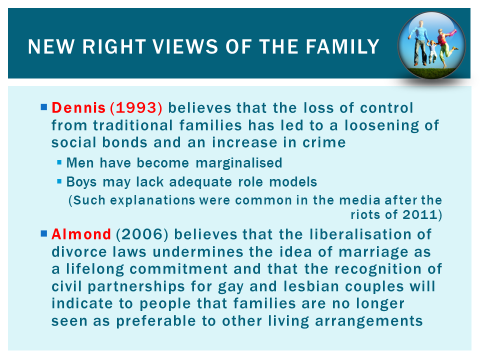 NEW RIGHT VIEWS OF THE FAMILY
Dennis (1993) believes that the loss of control
from traditional families has led to a loosening of
social bonds and an increase in crime
Men have become marginalised
Boys may lack adequate role models
(Such explanations were common in the media after the
riots of 2011)
Almond (2006) believes that the liberalisation of
divorce laws undermines the idea of marriage as
a lifelong commitment and that the recognition of
civil partnerships for gay and lesbian couples will
indicate to people that families are no longer
seen as preferable to other living arrangements